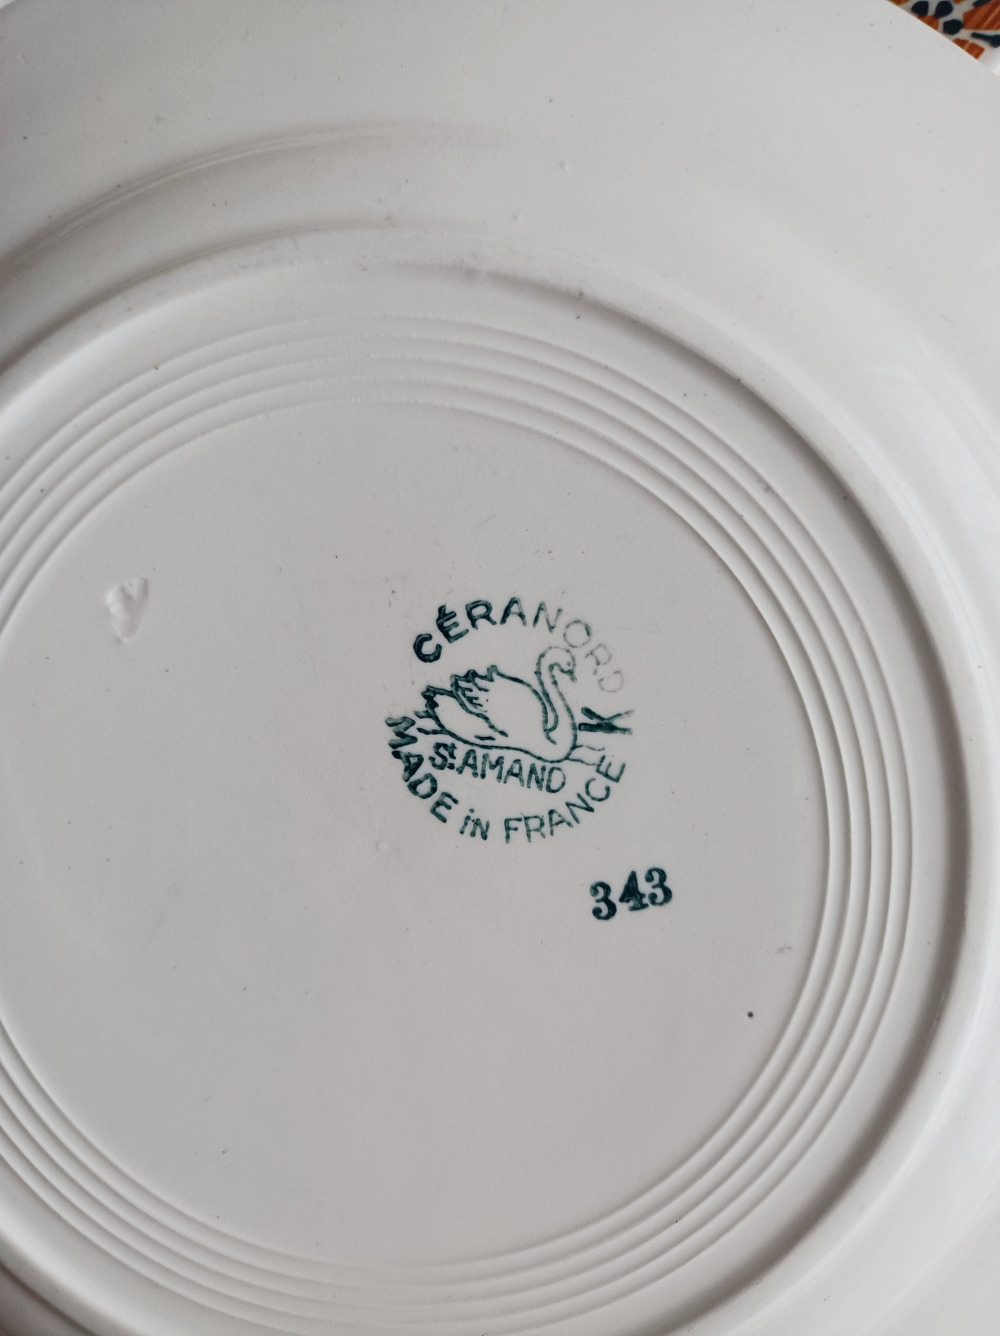 CÉRANORD
K
St. AMAND
MADE iN FRANCE
343